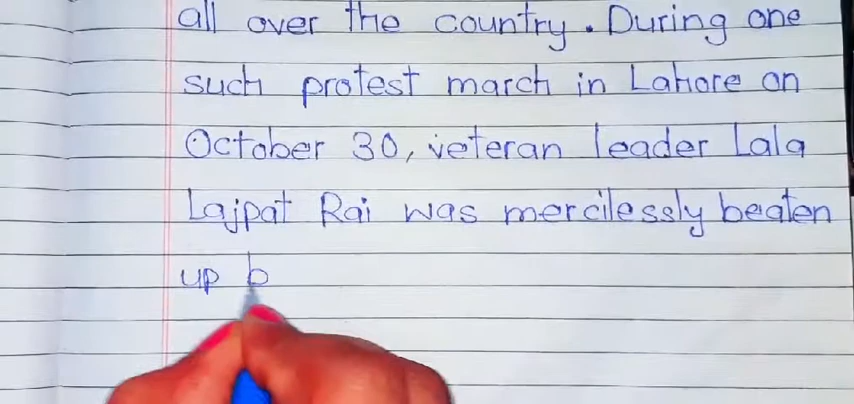 all over the country. During one
such protest march in Lahore on
October 30, veteran leader Lala
Lajpat Rai was mercilessly beaten
up b